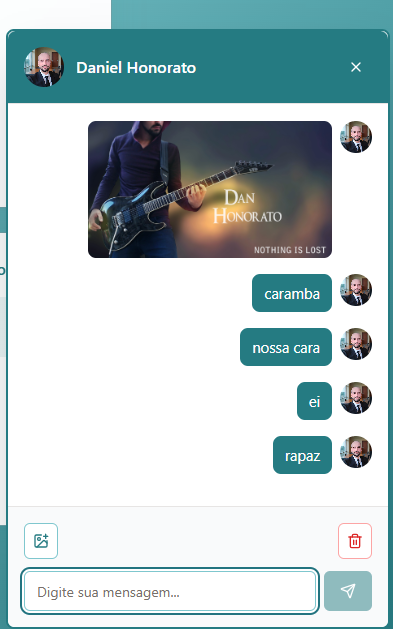 Daniel Honorato
DAN
HONORATO
NOTHING IS LOST
caramba
nossa cara
ei
rapaz
Digite sua mensagem...